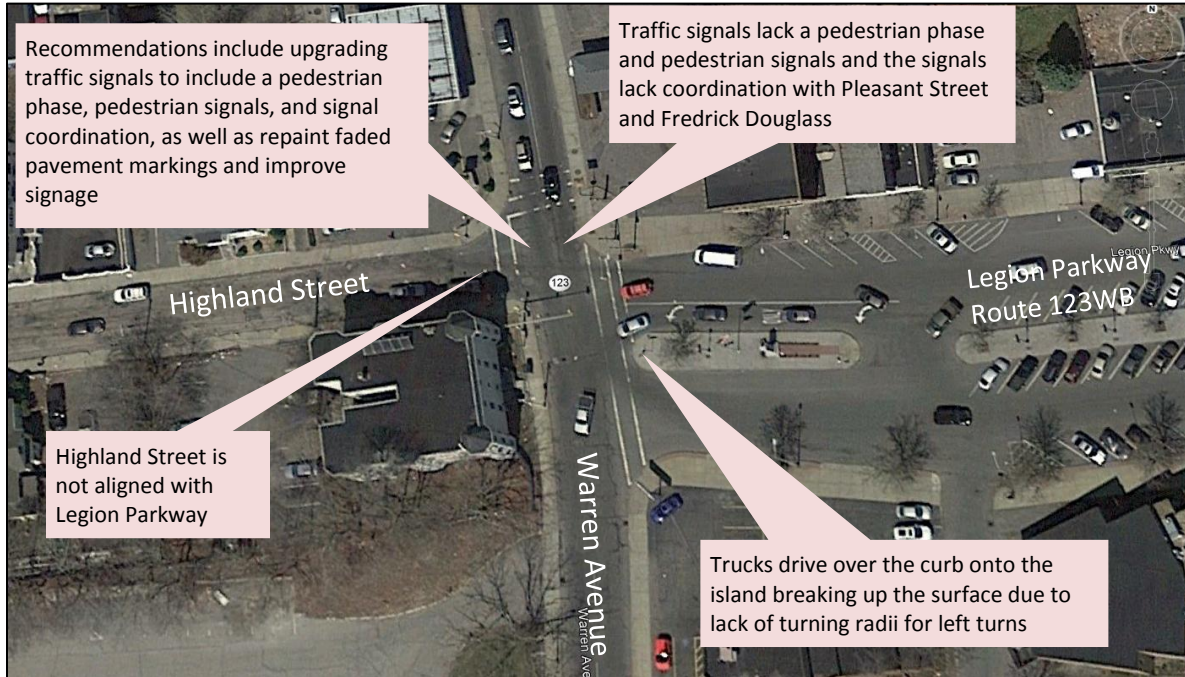 Recommendations include upgrading
traffic signals to include a pedestrian
phase, pedestrian signals, and signal
coordination, as well as repaint faded
pavement markings and improve
signage
Traffic signals lack a pedestrian phase
and pedestrian signals and the signals
lack coordination with Pleasant Street
and Fredrick Douglass
N
Legion Pkwy
Legion Parkway
Route 123WB
Highland Street
123
Highland Street is
not aligned with
Legion Parkway
Warren Avenue
Warren Ave
Trucks drive over the curb onto the
island breaking up the surface due to
lack of turning radii for left turns